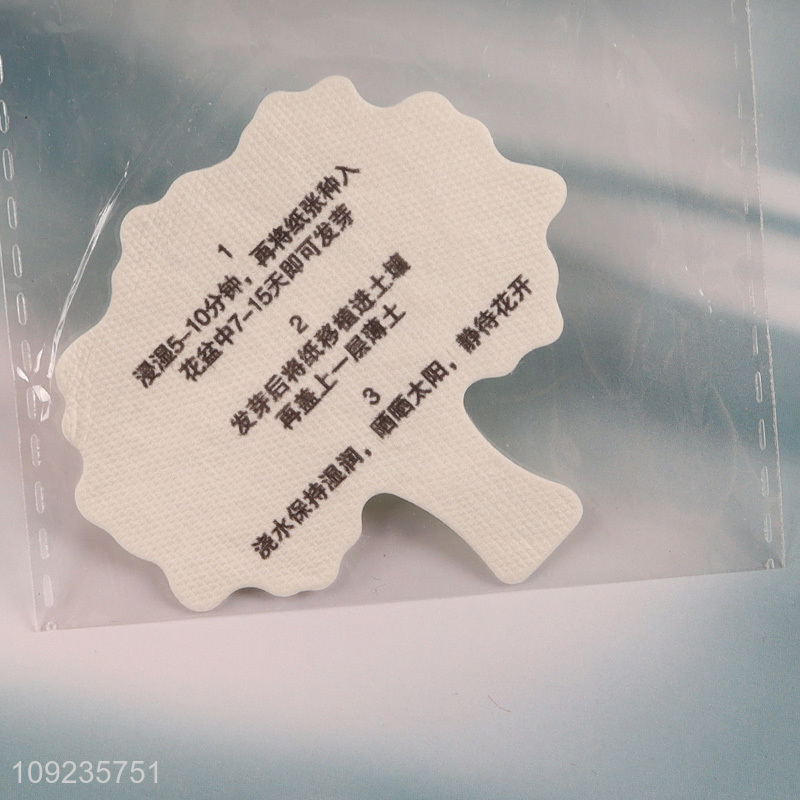 1
浸湿5-10分钟，再将纸张种入
花盆中7-15天即可发芽
2
发芽后将纸移植进土壤
再盖上一层薄土
3
浇水保持湿润，晒晒太阳，静待花开
109235751